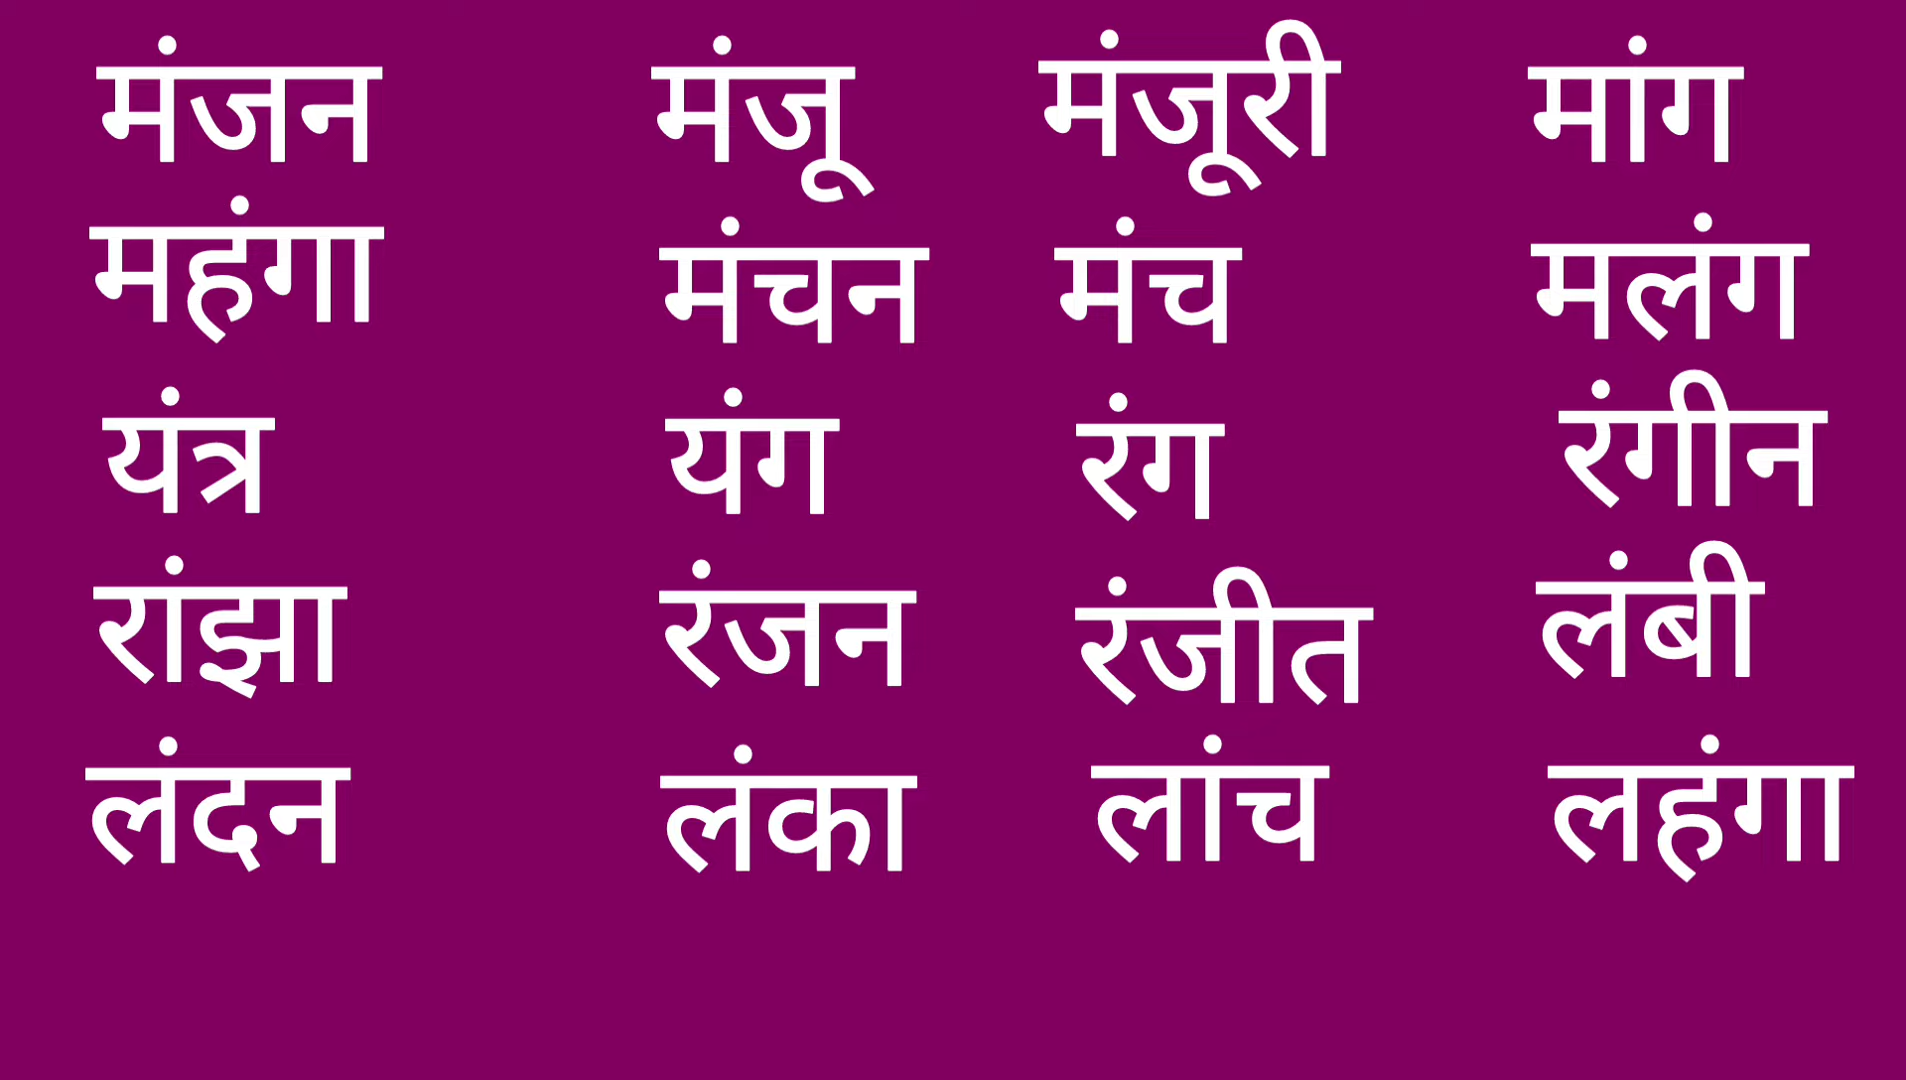 मंजन मंजू मंजूरी मांग
महंगा मंचन मंच मलंग
यंत्र यंग रंग रंगीन
रांझा रंजन रंजीत लंबी
लंदन लंका लांच लहंगा